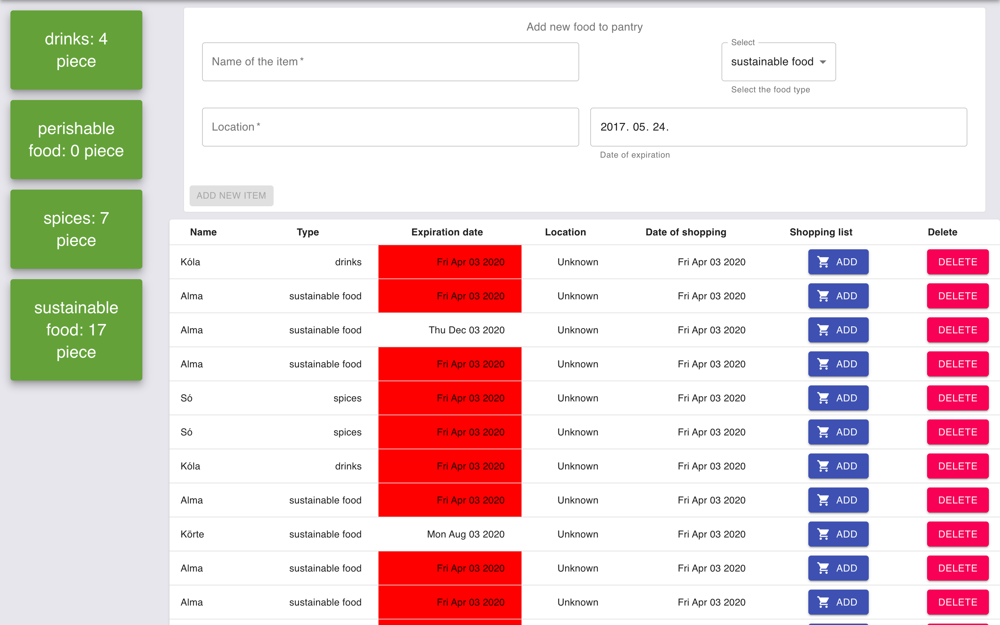 drinks: 4
piece
perishable
food: 0 piece
spices: 7
piece
sustainable
food: 17
piece
Add new food to pantry
Name of the item *
Select
sustainable food
Select the food type
Location *
2017. 05. 24.
Date of expiration
ADD NEW ITEM
Name Type Expiration date Location Date of shopping Shopping list Delete
Kóla drinks Fri Apr 03 2020 Unknown Fri Apr 03 2020 ADD DELETE
Alma sustainable food Fri Apr 03 2020 Unknown Fri Apr 03 2020 ADD DELETE
Alma sustainable food Thu Dec 03 2020 Unknown Fri Apr 03 2020 ADD DELETE
Alma sustainable food Fri Apr 03 2020 Unknown Fri Apr 03 2020 ADD DELETE
Só spices Fri Apr 03 2020 Unknown Fri Apr 03 2020 ADD DELETE
Só spices Fri Apr 03 2020 Unknown Fri Apr 03 2020 ADD DELETE
Kóla drinks Fri Apr 03 2020 Unknown Fri Apr 03 2020 ADD DELETE
Alma sustainable food Fri Apr 03 2020 Unknown Fri Apr 03 2020 ADD DELETE
Körte sustainable food Mon Aug 03 2020 Unknown Fri Apr 03 2020 ADD DELETE
Alma sustainable food Fri Apr 03 2020 Unknown Fri Apr 03 2020 ADD DELETE
Alma sustainable food Fri Apr 03 2020 Unknown Fri Apr 03 2020 ADD DELETE